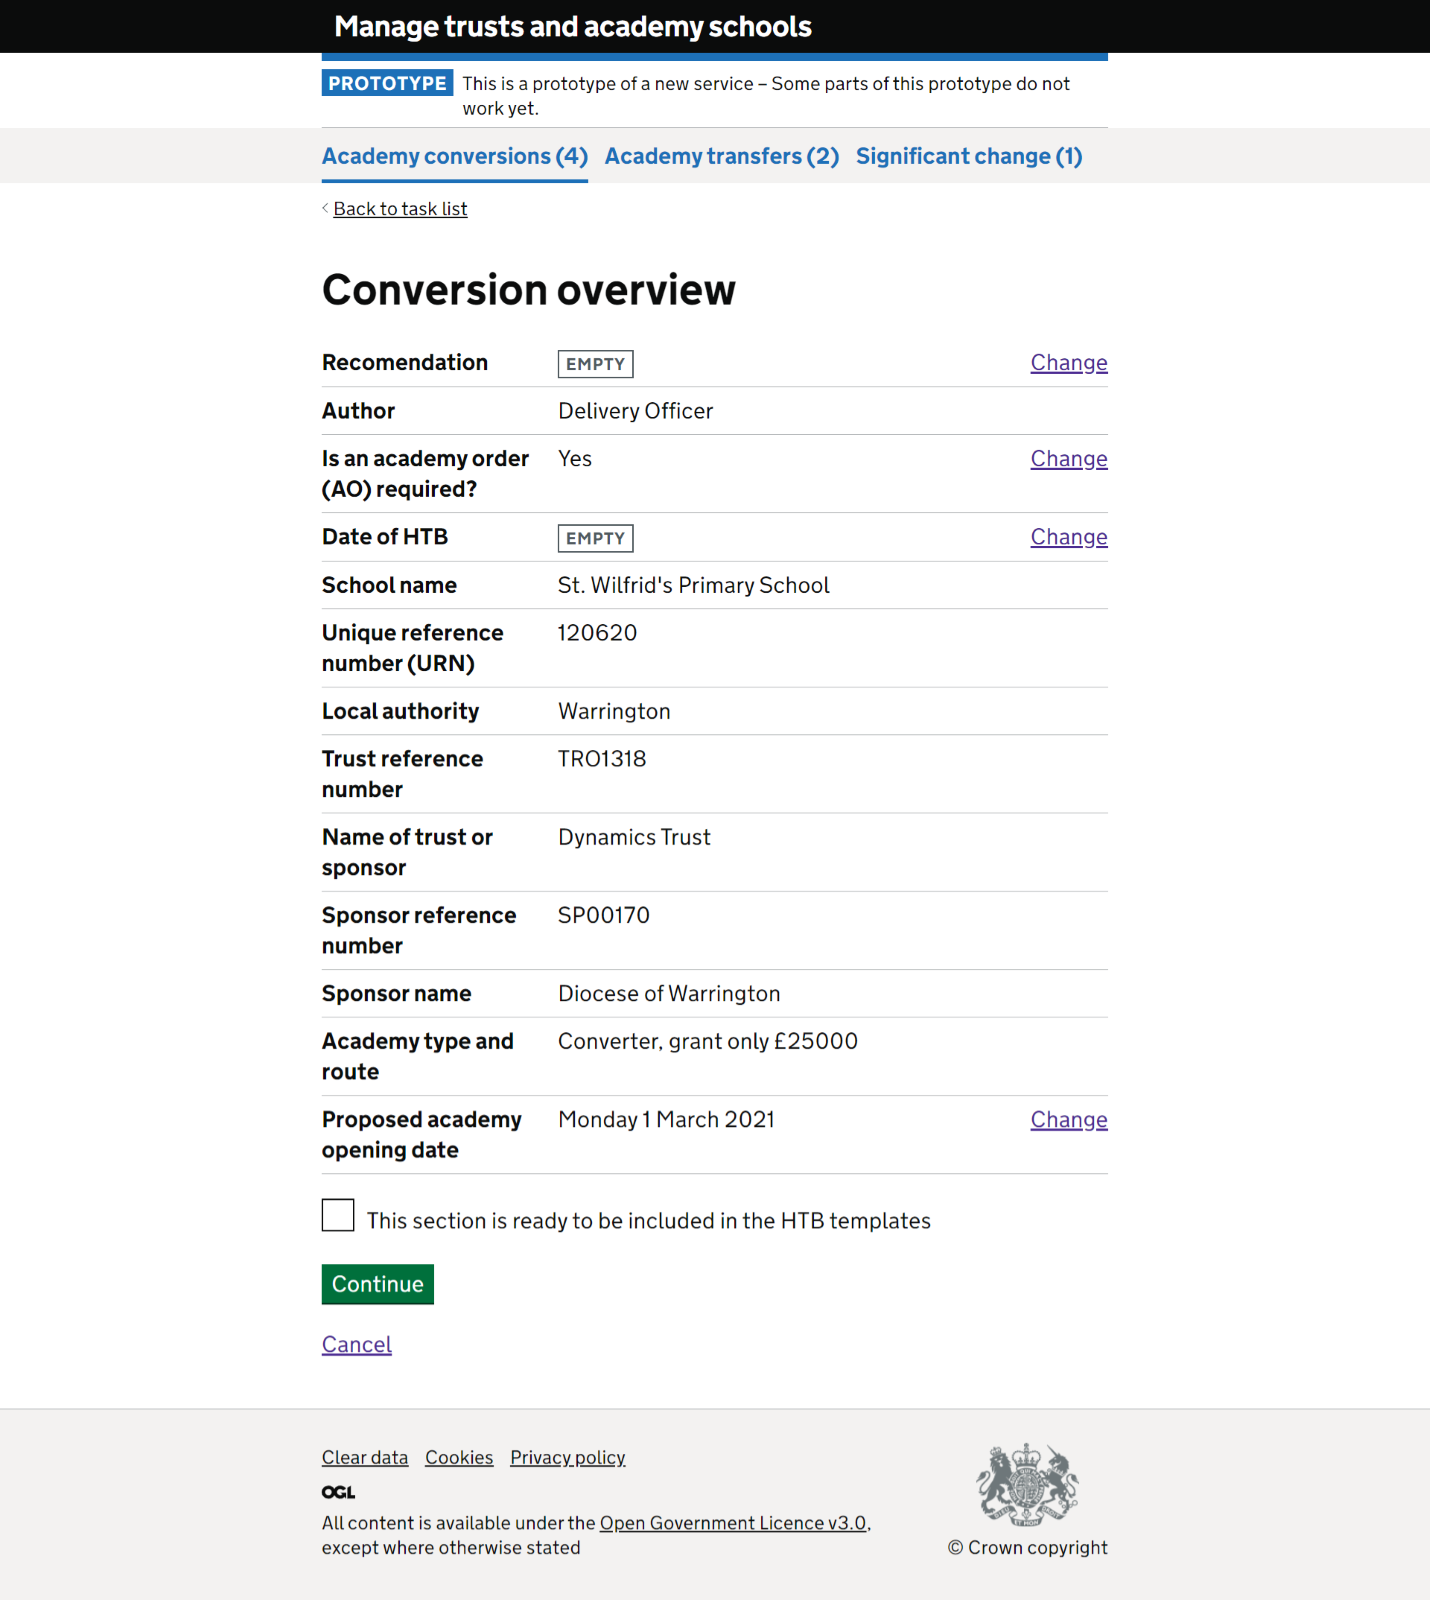 Manage trusts and academy schools
PROTOTYPE This is a prototype of a new service – Some parts of this prototype do not
work yet.
Academy conversions (4) Academy transfers (2) Significant change (1)
Back to task list
Conversion overview
Recomendation EMPTY Change
Author Delivery Officer
Is an academy order Yes Change
(AO) required?
Date of HTB EMPTY Change
School name St. Wilfrid's Primary School
Unique reference 120620
number (URN)
Local authority Warrington
Trust reference TRO1318
number
Name of trust or Dynamics Trust
sponsor
Sponsor reference SP00170
number
Sponsor name Diocese of Warrington
Academy type and Converter, grant only £25000
route
Proposed academy Monday 1 March 2021 Change
opening date
This section is ready to be included in the HTB templates
Continue
Cancel
Clear data Cookies Privacy policy
OGL
All content is available under the Open Government Licence v3.0,
except where otherwise stated
© Crown copyright